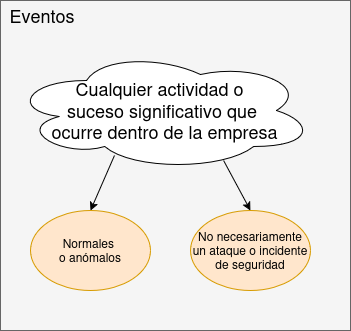 Eventos
Cualquier actividad o
suceso significativo que
ocurre dentro de la empresa
Normales
o anómalos
No necesariamente
un ataque o incidente
de seguridad